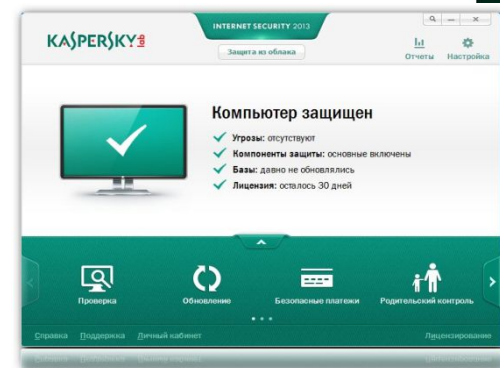 KASPERSKY lab
INTERNET SECURITY 2013
Защита из облака
Отчеты
Настройка
Компьютер защищен
Угрозы: отсутствуют
Компоненты защиты: основные включены
Базы: давно не обновлялись
Лицензия: осталось 30 дней
Проверка
Обновление
Безопасные платежи
Родительский контроль
Справка
Поддержка
Личный кабинет
Лицензирование